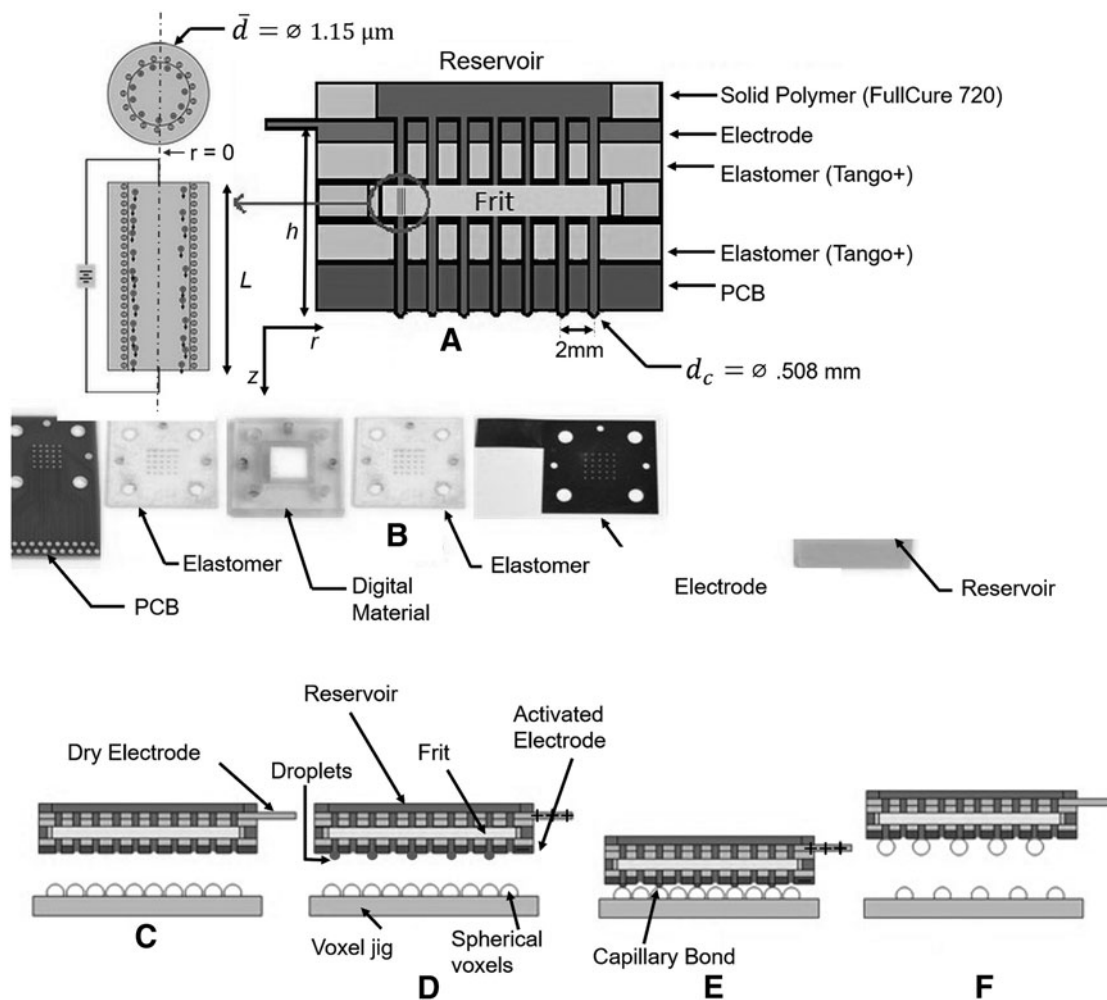 d̄ = ⌀ 1.15 μm
Reservoir
Solid Polymer (FullCure 720)
Electrode
r = 0
Elastomer (Tango+)
Frit
h
L
Elastomer (Tango+)
PCB
r
A
2mm
z
d_c = ⌀ .508 mm
B
Elastomer
Elastomer
PCB
Digital
Material
Electrode
Reservoir
Reservoir
Activated
Electrode
Dry Electrode
Frit
Droplets
C
Voxel jig
Spherical
voxels
D
Capillary Bond
E
F